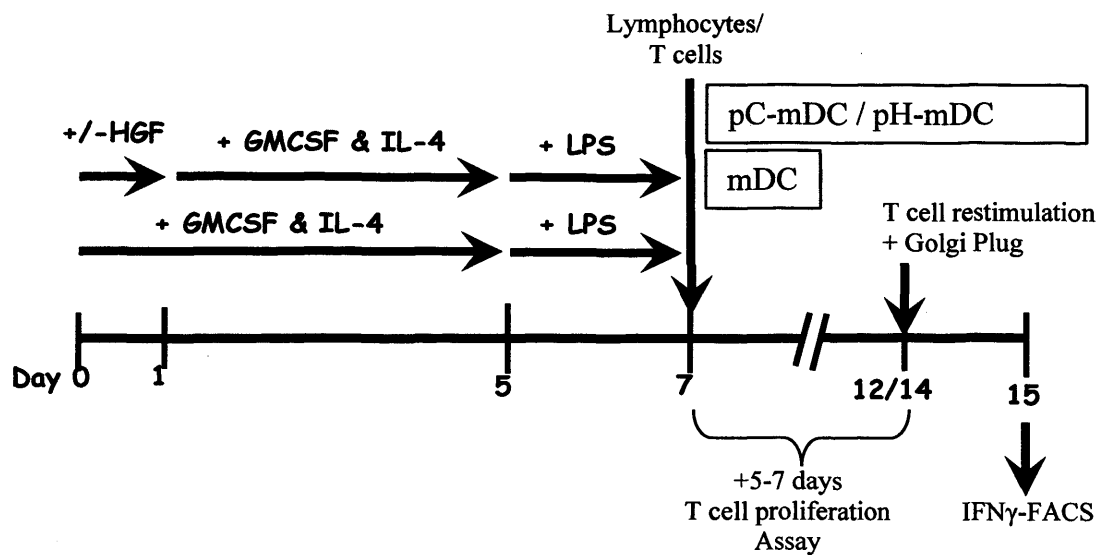 Lymphocytes/
T cells
+/-HGF
+ GMCSF & IL-4
+ LPS
pC-mDC / pH-mDC
mDC
+ GMCSF & IL-4
+ LPS
T cell restimulation
+ Golgi Plug
Day 0 1 5 7 12/14 15
+5-7 days
T cell proliferation
Assay
IFNγ-FACS